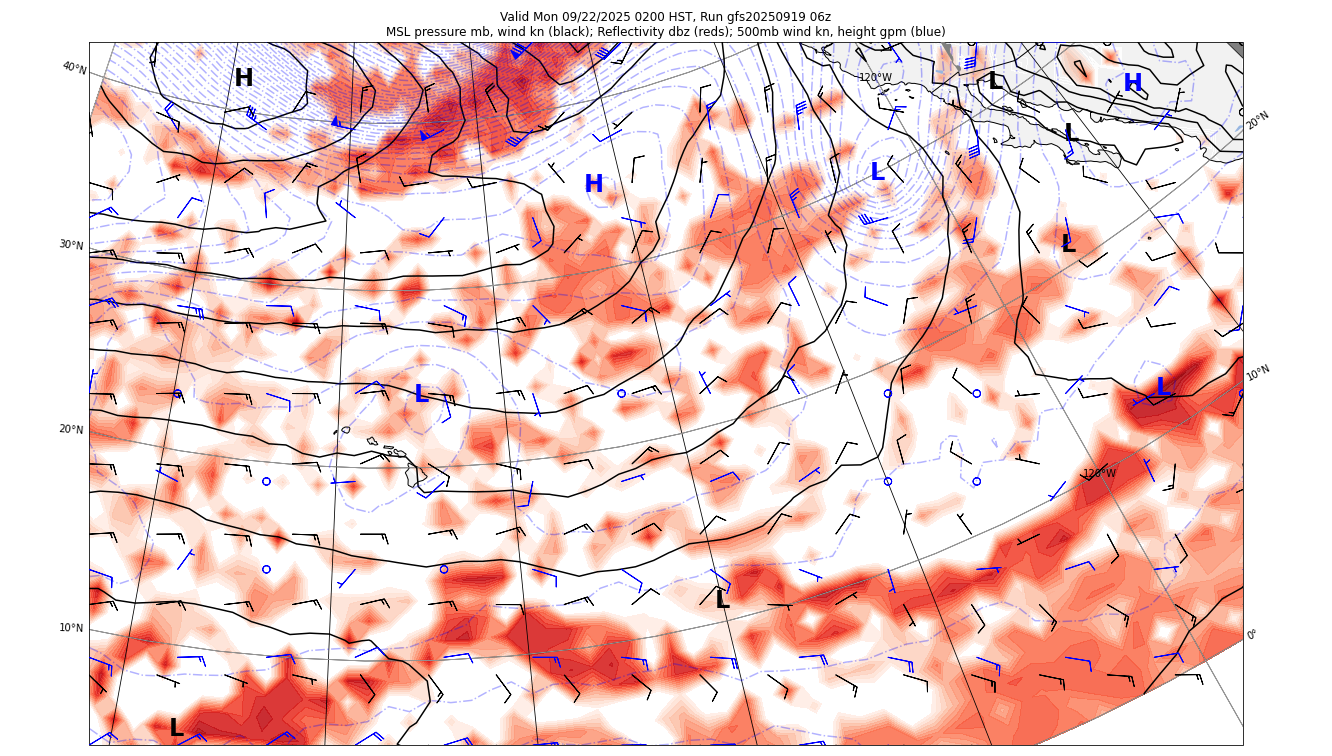 Valid Mon 09/22/2025 0200 HST, Run gfs20250919 06z
MSL pressure mb, wind kn (black); Reflectivity dbz (reds); 500mb wind kn, height gpm (blue)
40°N
H
120°W
L
H
20°N
L
H
L
30°N
L
10°N
L
L
20°N
120°W
L
10°N
0°
L